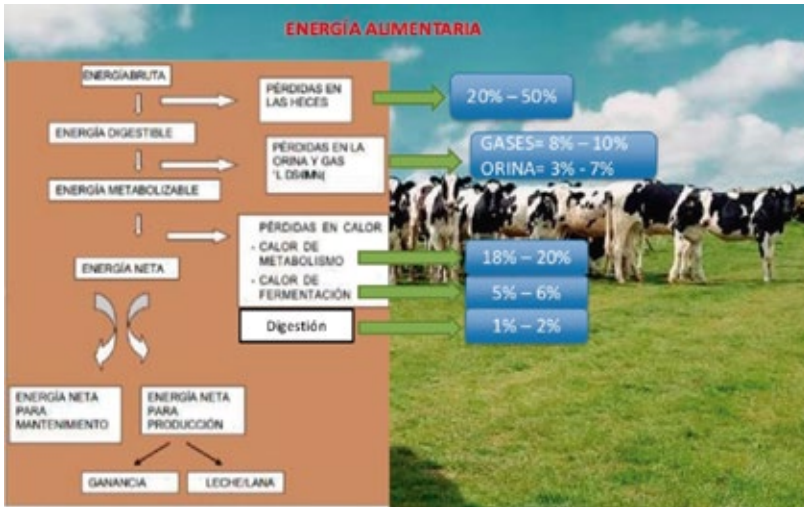 ENERGÍA ALIMENTARIA
ENERGÍA BRUTA
PÉRDIDAS EN
LAS HECES
20% – 50%
ENERGÍA DIGESTIBLE
PÉRDIDAS EN LA
ORINA Y GAS
GASES= 8% – 10%
ORINA= 3% - 7%
ENERGÍA METABOLIZABLE
PÉRDIDAS EN CALOR
- CALOR DE
METABOLISMO
18% – 20%
- CALOR DE
FERMENTACIÓN
5% – 6%
ENERGÍA NETA
Digestión
1% – 2%
ENERGÍA NETA
PARA
MANTENIMIENTO
ENERGÍA NETA
PARA
PRODUCCIÓN
GANANCIA
LECHE/LANA